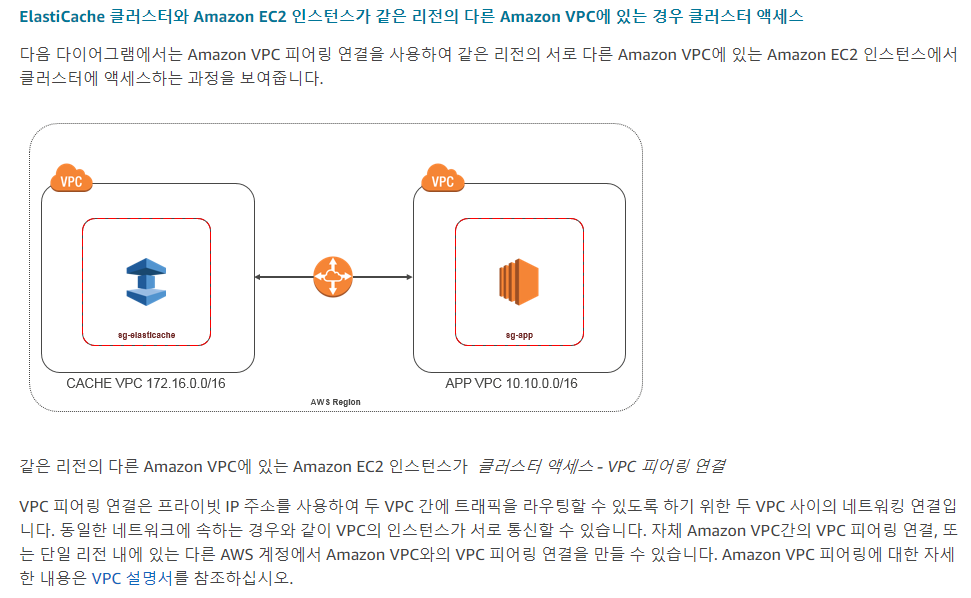 ElastiCache 클러스터와 Amazon EC2 인스턴스가 같은 리전의 다른 Amazon VPC에 있는 경우 클러스터 액세스
다음 다이어그램에서는 Amazon VPC 피어링 연결을 사용하여 같은 리전의 서로 다른 Amazon VPC에 있는 Amazon EC2 인스턴스에서
클러스터에 액세스하는 과정을 보여줍니다.
VPC
VPC
sg-elasticache
sg-app
CACHE VPC 172.16.0.0/16
APP VPC 10.10.0.0/16
AWS Region
같은 리전의 다른 Amazon VPC에 있는 Amazon EC2 인스턴스가 클러스터 액세스 - VPC 피어링 연결
VPC 피어링 연결은 프라이빗 IP 주소를 사용하여 두 VPC 간에 트래픽을 라우팅할 수 있도록 하기 위한 두 VPC 사이의 네트워킹 연결입
니다. 동일한 네트워크에 속하는 경우와 같이 VPC의 인스턴스가 서로 통신할 수 있습니다. 자체 Amazon VPC간의 VPC 피어링 연결, 또
는 단일 리전 내에 있는 다른 AWS 계정에서 Amazon VPC와의 VPC 피어링 연결을 만들 수 있습니다. Amazon VPC 피어링에 대한 자세
한 내용은 VPC 설명서를 참조하십시오.